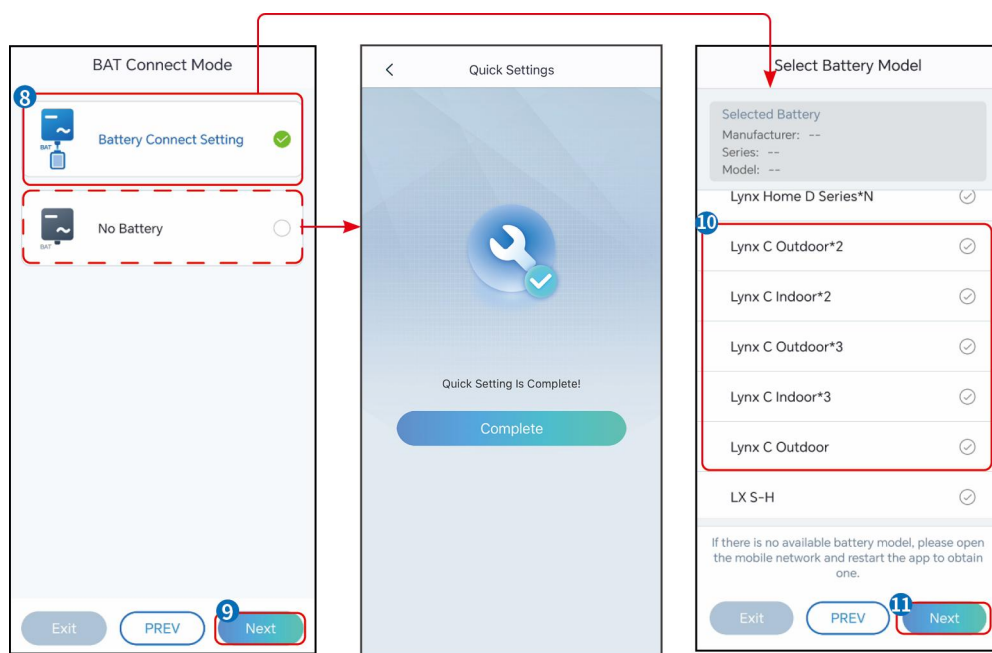 BAT Connect Mode
8
Battery Connect Setting
BAT
No Battery
BAT
9
Exit
PREV
Next
Quick Settings
Quick Setting Is Complete!
Complete
Select Battery Model
Selected Battery
Manufacturer: --
Series: --
Model: --
Lynx Home D Series*N
10
Lynx C Outdoor*2
Lynx C Indoor*2
Lynx C Outdoor*3
Lynx C Indoor*3
Lynx C Outdoor
LX S-H
If there is no available battery model, please open
the mobile network and restart the app to obtain
one.
11
Exit
PREV
Next